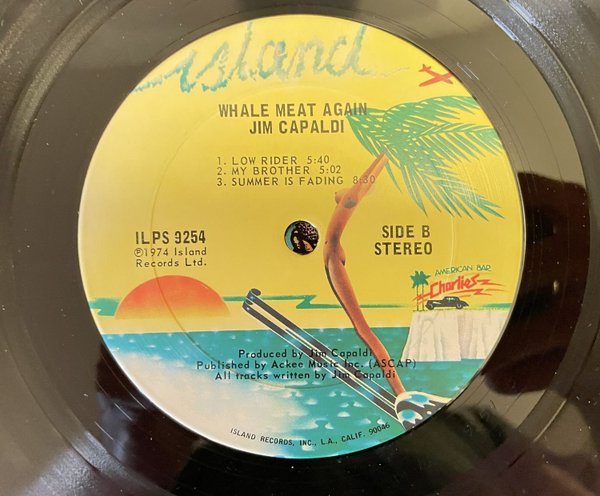 island
WHALE MEAT AGAIN
JIM CAPALDI
1. LOW RIDER 5:40
2. MY BROTHER 5:02
3. SUMMER IS FADING 8:30
ILPS 9254
℗1974 Island
Records Ltd.
SIDE B
STEREO
AMERICAN BAR
Charlies
Produced by Jim Capaldi
Published by Ackee Music Inc. (ASCAP)
All tracks written by Jim Capaldi
ISLAND RECORDS, INC., L.A., CALIF. 90046